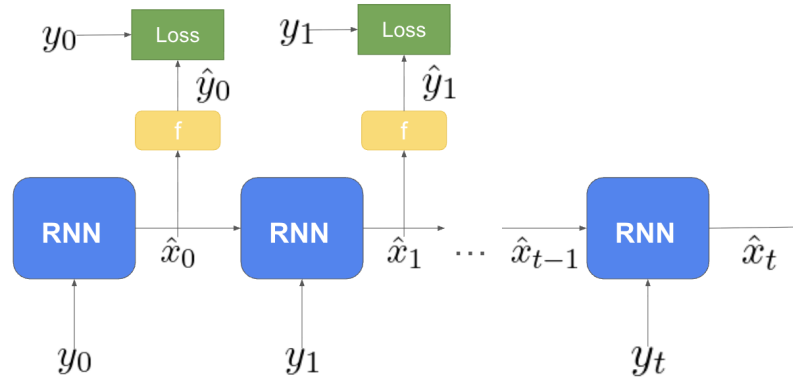 y₀ Loss y₁ Loss
ŷ₀ ŷ₁
f f
RNN RNN RNN
x̂₀ x̂₁ ... x̂ₜ₋₁ x̂ₜ
y₀ y₁ yₜ